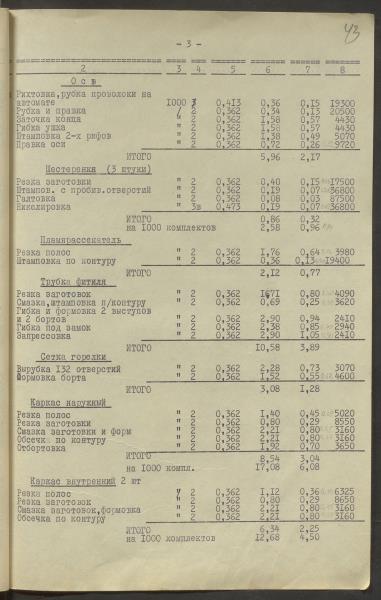 43
- 3 -
2 3 4 5 6 7 8
О с ь
Рихтовка, рубка проволоки на
автомате 1000 3 0,413 0,36 0,15 19300
Рубка и правка " 2 0,362 0,34 0,13 20500
Заточка конца " 2 0,362 1,58 0,57 4430
Гибка ушка " 2 0,362 1,58 0,57 4430
Штамповка 2-х рифов " 2 0,362 1,38 0,49 5070
Правка оси " 2 0,362 0,72 0,26 9720
ИТОГО 5,96 2,17
Шестеренка (3 штуки)
Резка заготовки " 2 0,362 0,40 0,15 17500
Штампов. с пробив.отверстий " 2 0,362 0,19 0,07 36800
Галтовка " 2 0,362 0,08 0,03 87500
Никелировка " 3в 0,473 0,19 0,07 36800
ИТОГО 0,86 0,32
на 1000 комплектов 2,58 0,96
Пламярассекатель
Резка полос " 2 0,362 1,76 0,64 3980
Штамповка по контуру " 2 0,362 0,36 0,13 19400
ИТОГО 2,12 0,77
Трубка фитиля
Резка заготовок " 2 0,362 1,71 0,80 4090
Смазка, штамповка п/контуру " 2 0,362 0,69 0,25 3620
Гибка и формовка 2 выступов
и 2 бортов " 2 0,362 2,90 0,94 2410
Гибка под замок " 2 0,362 2,38 0,85 2940
Запрессовка " 2 0,362 2,90 1,05 2410
ИТОГО 10,58 3,89
Сетка горелки
Вырубка 132 отверстий " 2 0,362 2,28 0,73 3070
Формовка борта " 2 0,362 1,52 0,55 4600
ИТОГО 3,08 1,28
Каркас наружный
Резка полос " 2 0,362 1,40 0,45 5020
Резка заготовки " 2 0,362 0,80 0,29 8550
Смазка заготовки и форм " 2 0,362 2,21 0,80 3160
Обсечк по контуру " 2 0,362 2,21 0,80 3160
Отбортовка " 2 0,362 1,92 0,70 3650
ИТОГО 8,54 3,04
на 1000 компл. 17,08 6,08
Каркас внутренний 2 шт
Резка полос " 2 0,362 1,12 0,36 6325
Резка заготовок " 2 0,362 0,80 0,29 8650
Смазка заготовок, формовка " 2 0,362 2,21 0,80 3160
Обсечка по контуру " 2 0,362 2,21 0,80 3160
ИТОГО 6,34 2,25
на 1000 комплектов 12,68 4,50